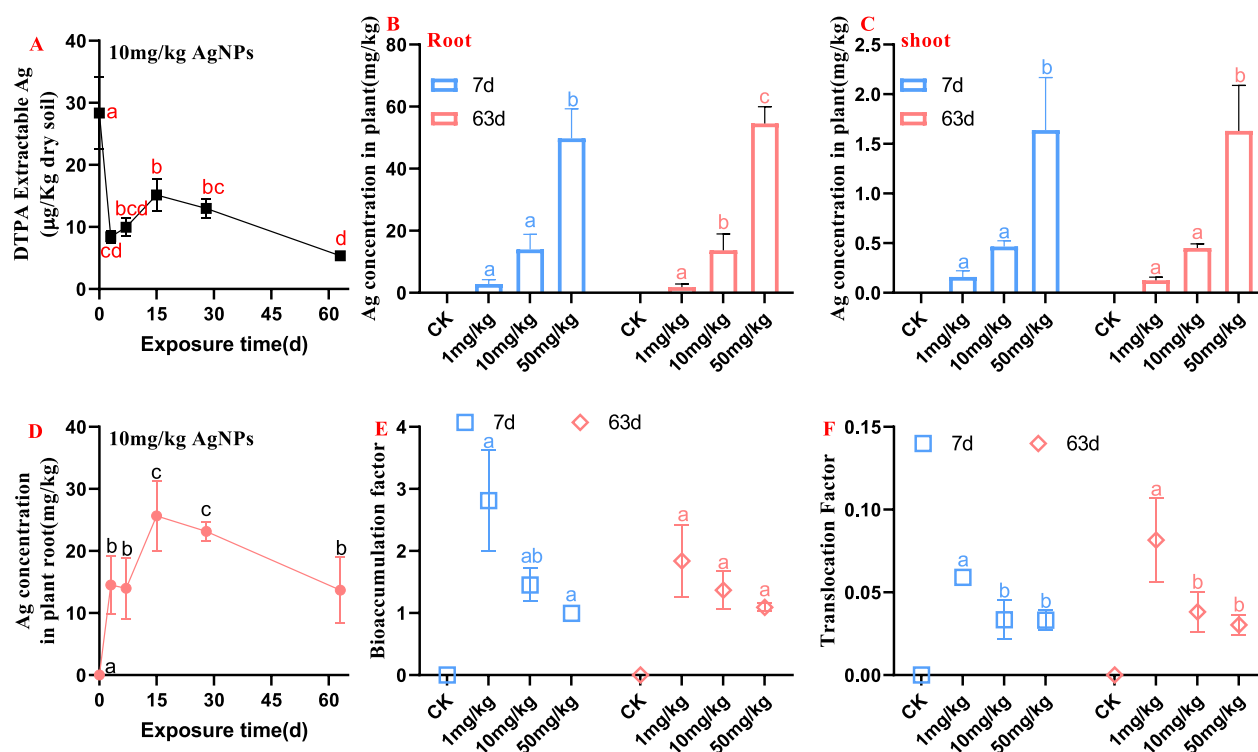 A
10mg/kg AgNPs
DTPA Extractable Ag
(μg/Kg dry soil)
40
30
20
10
0
a
cd
bcd
b
bc
d
0 15 30 45 60
Exposure time(d)
B
Root
7d
63d
Ag concentration in plant(mg/kg)
80
60
40
20
0
a
a
b
a
b
c
CK
1mg/kg
10mg/kg
50mg/kg
CK
1mg/kg
10mg/kg
50mg/kg
C
shoot
7d
63d
Ag concentration in plant(mg/kg)
2.5
2.0
1.5
1.0
0.5
0.0
a
a
b
a
a
b
CK
1mg/kg
10mg/kg
50mg/kg
CK
1mg/kg
10mg/kg
50mg/kg
D
10mg/kg AgNPs
Ag concentration
in plant root(mg/kg)
40
30
20
10
0
a
b
b
c
c
b
0 15 30 45 60
Exposure time(d)
E
7d
63d
Bioaccumulation factor
4
3
2
1
0
a
ab
a
a
a
a
CK
1mg/kg
10mg/kg
50mg/kg
CK
1mg/kg
10mg/kg
50mg/kg
F
7d
63d
Translocation Factor
0.15
0.10
0.05
0.00
a
b
b
a
b
b
CK
1mg/kg
10mg/kg
50mg/kg
CK
1mg/kg
10mg/kg
50mg/kg